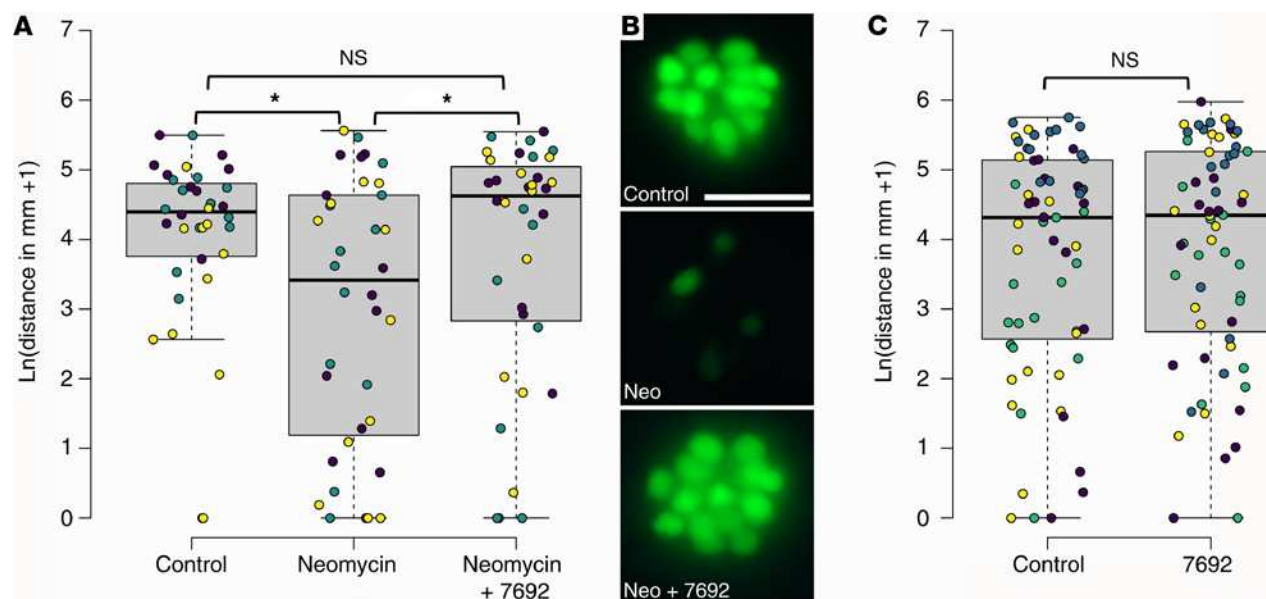 A
Ln(distance in mm +1)
7
6
5
4
3
2
1
0
NS
*
*
Control
Neomycin
Neomycin
+ 7692
B
Control
Neo
Neo + 7692
C
Ln(distance in mm +1)
7
6
5
4
3
2
1
0
NS
Control
7692